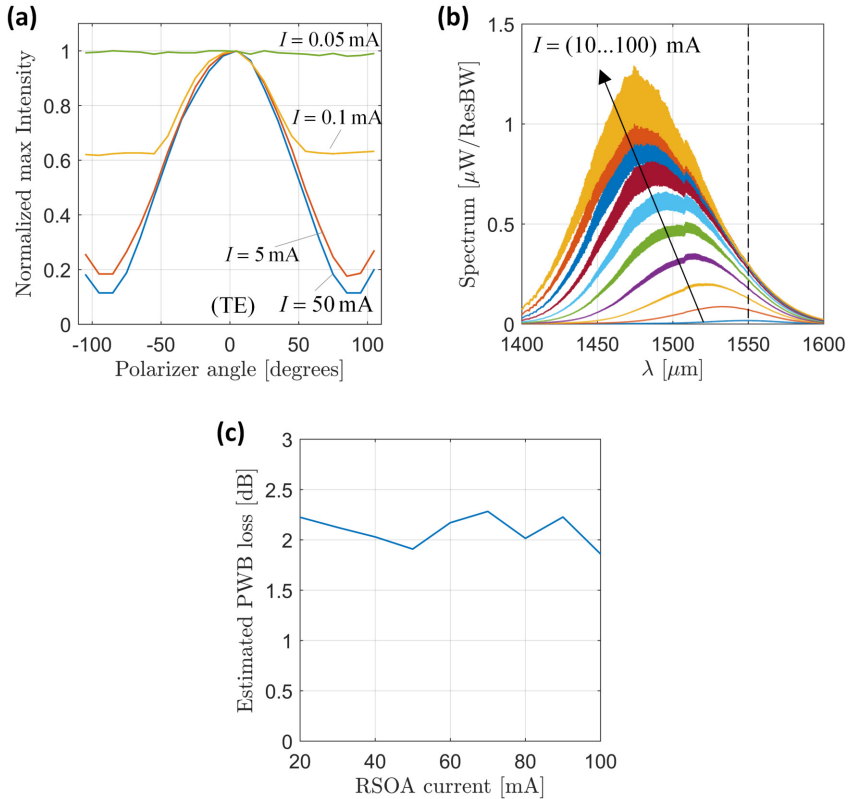 (a)
Normalized max Intensity
1
0.8
0.6
0.4
0.2
0
I = 0.05 mA
I = 0.1 mA
I = 5 mA
(TE) I = 50 mA
-100 -50 0 50 100
Polarizer angle [degrees]
(b)
Spectrum [μW/ResBW]
1.5
1
0.5
0
I = (10...100) mA
1400 1450 1500 1550 1600
λ [μm]
(c)
Estimated PWB loss [dB]
3
2.5
2
1.5
1
0.5
0
20 40 60 80 100
RSOA current [mA]